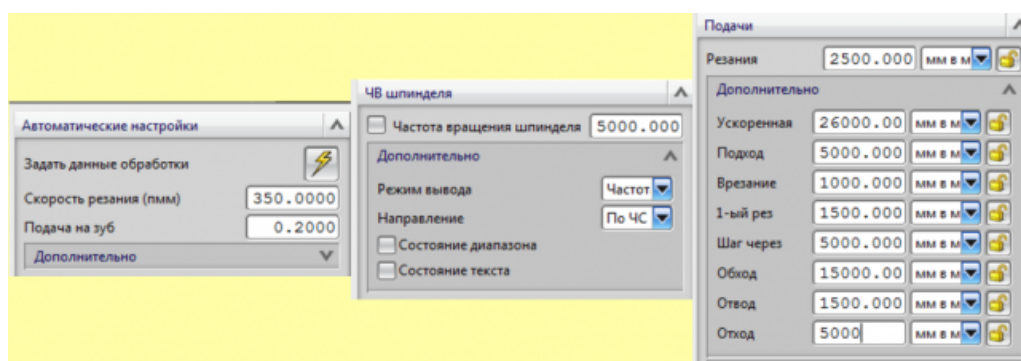 Автоматические настройки
Задать данные обработки
Скорость резания (пмм) 350.0000
Подача на зуб 0.2000
Дополнительно
ЧВ шпинделя
Частота вращения шпинделя 5000.000
Дополнительно
Режим вывода Частот
Направление По ЧС
Состояние диапазона
Состояние текста
Подачи
Резания 2500.000 мм в м
Дополнительно
Ускоренная 26000.00 мм в м
Подход 5000.000 мм в м
Врезание 1000.000 мм в м
1-ый рез 1500.000 мм в м
Шаг через 5000.000 мм в м
Обход 15000.00 мм в м
Отвод 1500.000 мм в м
Отход 5000 мм в м